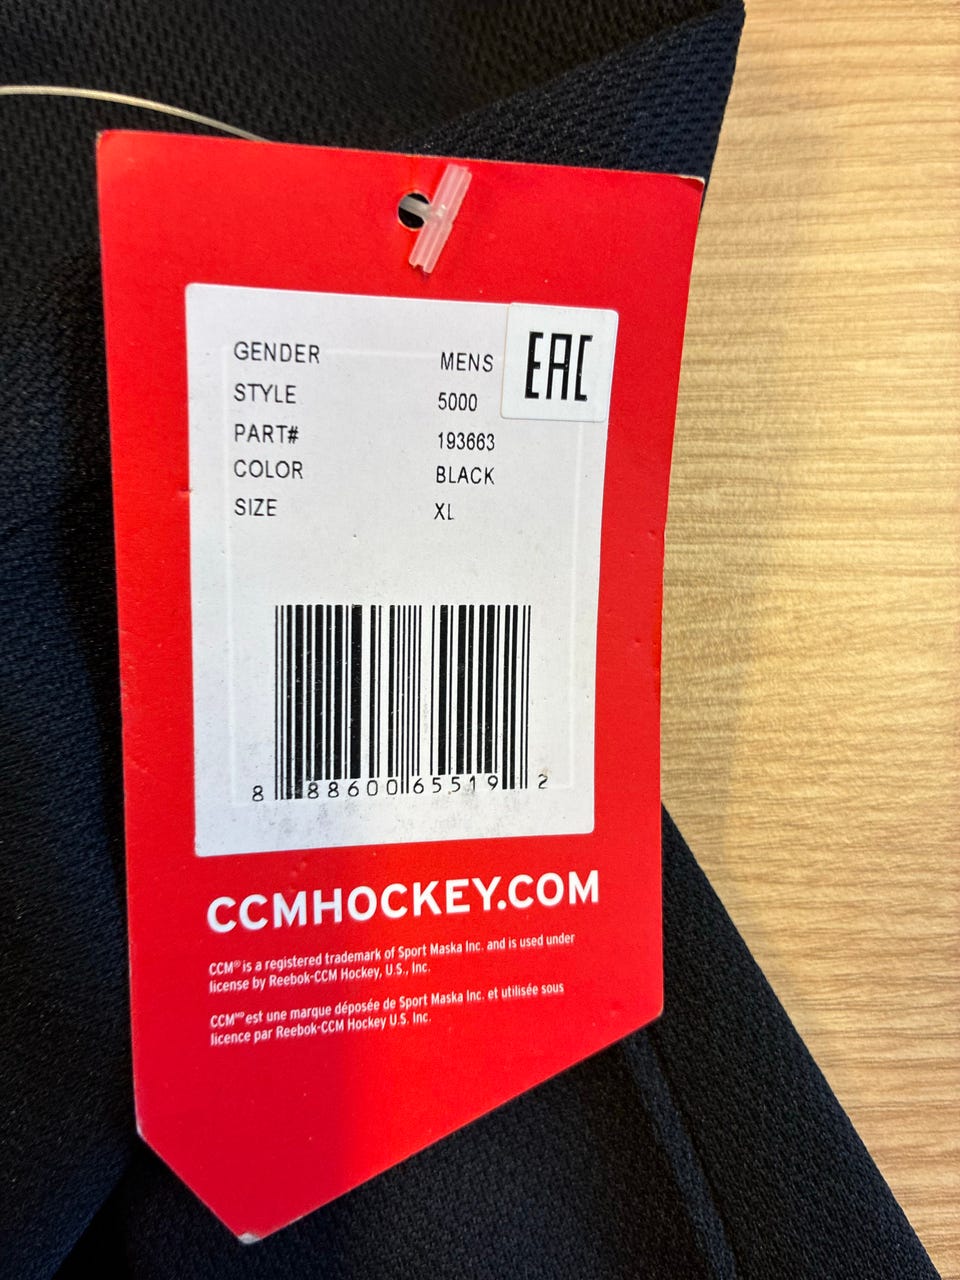 GENDER MENS
STYLE 5000
PART# 193663
COLOR BLACK
SIZE XL
EAC
8 88600 65519 2
CCMHOCKEY.COM
CCM® is a registered trademark of Sport Maska Inc. and is used under
license by Reebok-CCM Hockey, U.S., Inc.
CCMᴹᴰ est une marque déposée de Sport Maska Inc. et utilisée sous
licence par Reebok-CCM Hockey U.S. Inc.